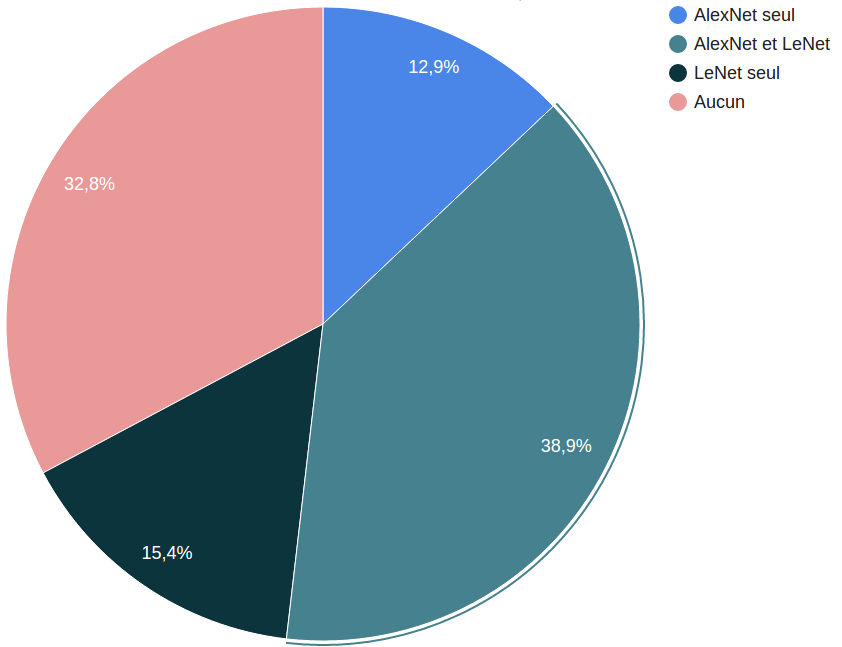 AlexNet seul
AlexNet et LeNet
LeNet seul
Aucun
12,9%
32,8%
38,9%
15,4%